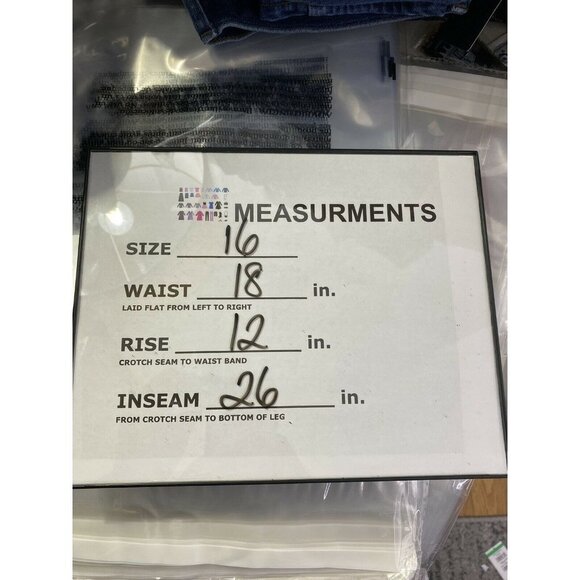 MEASURMENTS
SIZE 16
WAIST 18 in.
LAID FLAT FROM LEFT TO RIGHT
RISE 12 in.
CROTCH SEAM TO WAIST BAND
INSEAM 26 in.
FROM CROTCH SEAM TO BOTTOM OF LEG